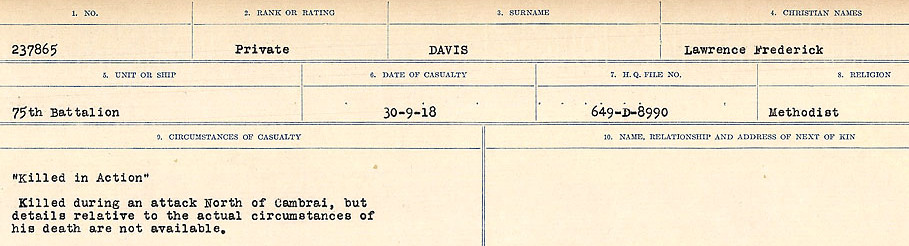 1. NO. 2. RANK OR RATING 3. SURNAME 4. CHRISTIAN NAMES
237865 Private DAVIS Lawrence Frederick
5. UNIT OR SHIP 6. DATE OF CASUALTY 7. H.Q. FILE NO. 8. RELIGION
75th Battalion 30-9-18 649-D-8990 Methodist
9. CIRCUMSTANCES OF CASUALTY 10. NAME, RELATIONSHIP AND ADDRESS OF NEXT OF KIN
"Killed in Action"
Killed during an attack North of Cambrai, but
details relative to the actual circumstances of
his death are not available.